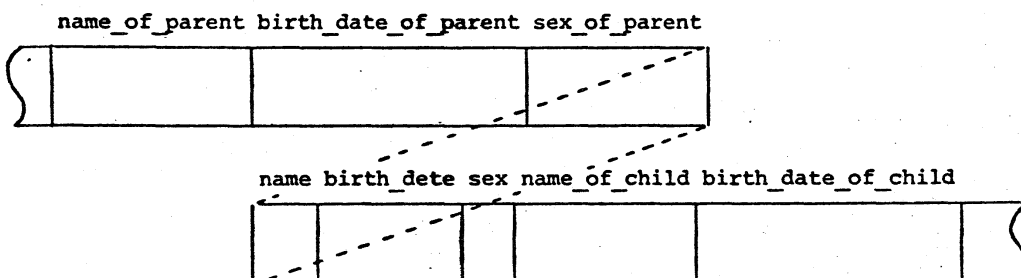 name_of_parent birth_date_of_parent sex_of_parent
name birth_dete sex name_of_child birth_date_of_child